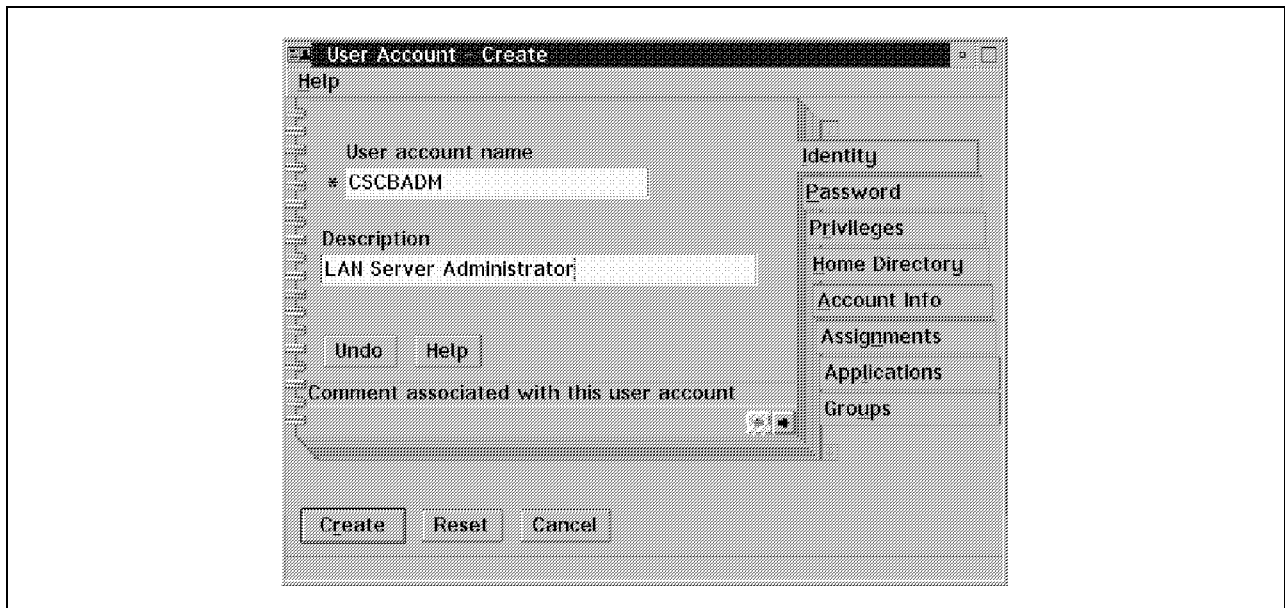 User Account - Create
Help
User account name
* CSCBADM
Description
LAN Server Administrator
Undo Help
Comment associated with this user account
Identity
Password
Privileges
Home Directory
Account Info
Assignments
Applications
Groups
Create Reset Cancel